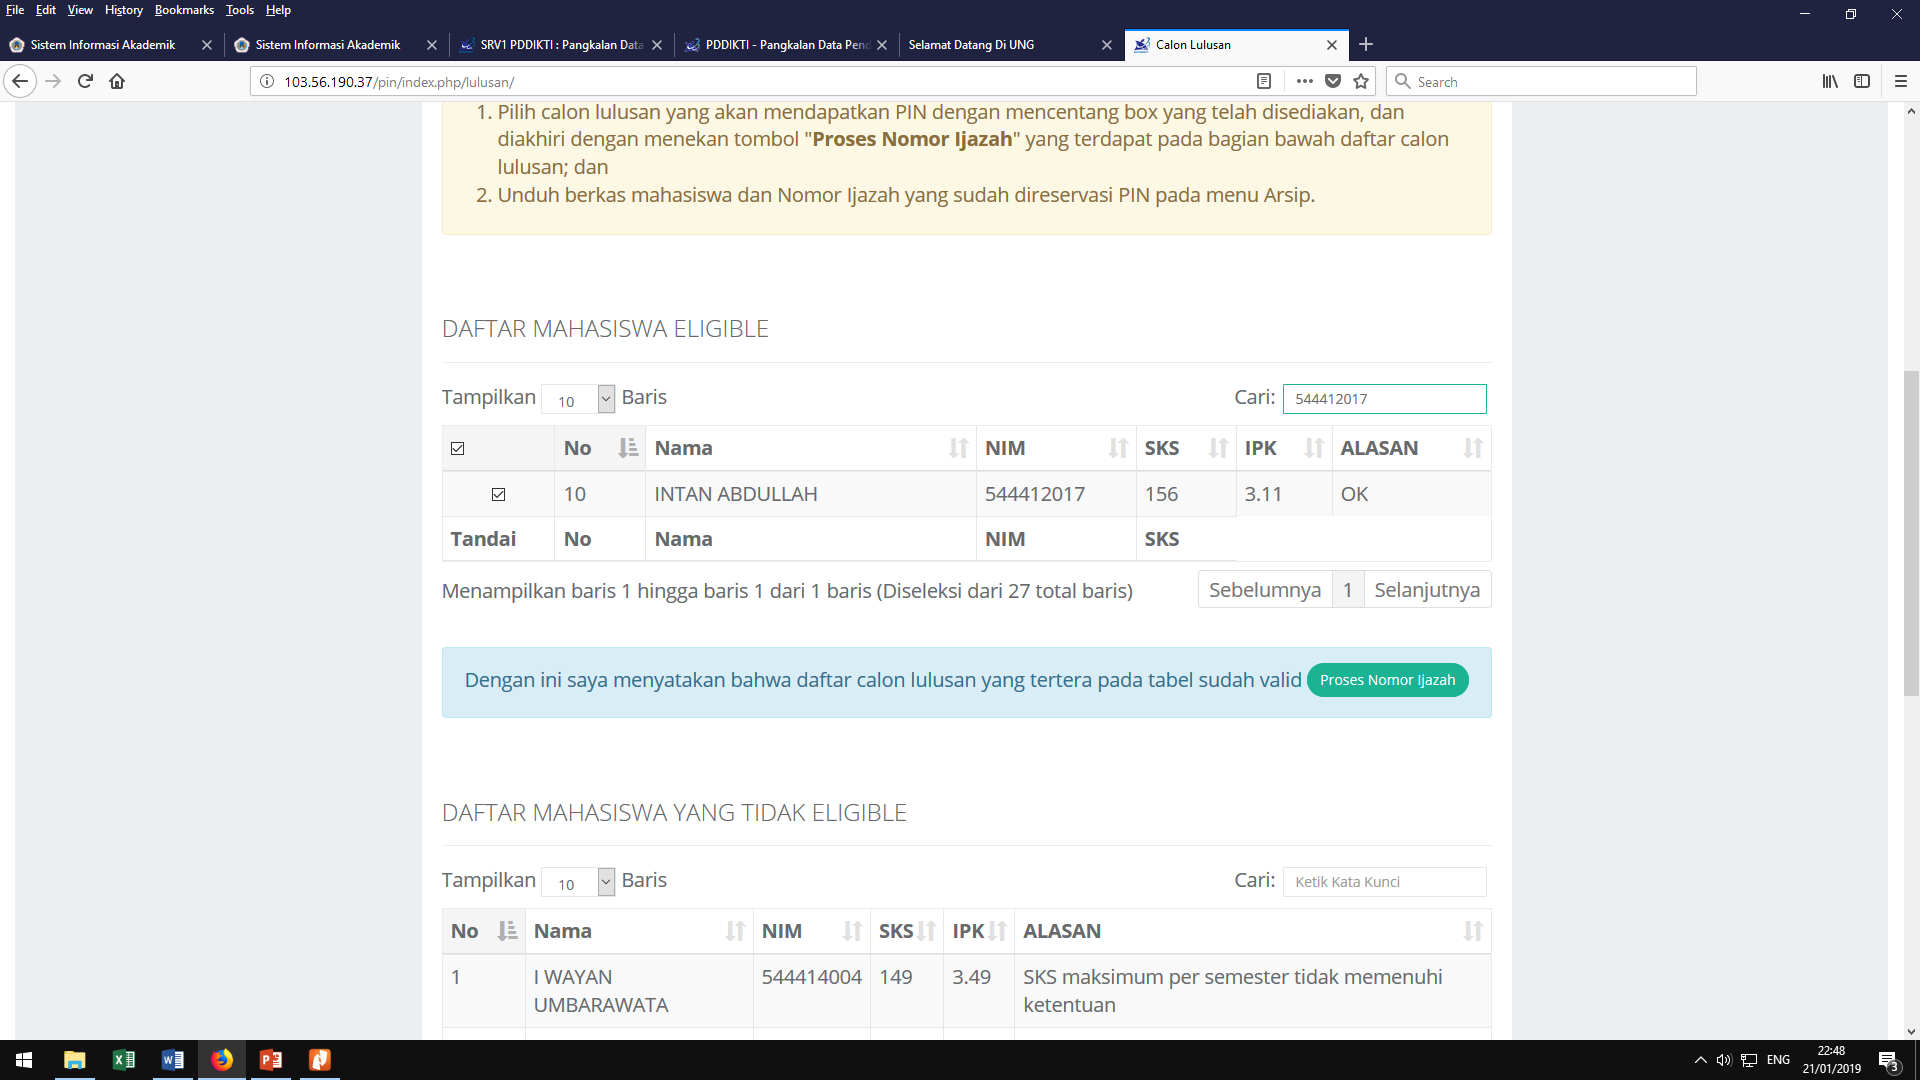 File Edit View History Bookmarks Tools Help
Sistem Informasi Akademik
Sistem Informasi Akademik
SRV1 PDDIKTI : Pangkalan Data
PDDIKTI - Pangkalan Data Pend
Selamat Datang Di UNG
Calon Lulusan
103.56.190.37/pin/index.php/lulusan/
Search
1. Pilih calon lulusan yang akan mendapatkan PIN dengan mencentang box yang telah disediakan, dan
diakhiri dengan menekan tombol "Proses Nomor Ijazah" yang terdapat pada bagian bawah daftar calon
lulusan; dan
2. Unduh berkas mahasiswa dan Nomor Ijazah yang sudah direservasi PIN pada menu Arsip.
DAFTAR MAHASISWA ELIGIBLE
Tampilkan 10 Baris Cari: 544412017
No Nama NIM SKS IPK ALASAN
10 INTAN ABDULLAH 544412017 156 3.11 OK
Tandai No Nama NIM SKS
Menampilkan baris 1 hingga baris 1 dari 1 baris (Diseleksi dari 27 total baris) Sebelumnya 1 Selanjutnya
Dengan ini saya menyatakan bahwa daftar calon lulusan yang tertera pada tabel sudah valid Proses Nomor Ijazah
DAFTAR MAHASISWA YANG TIDAK ELIGIBLE
Tampilkan 10 Baris Cari: Ketik Kata Kunci
No Nama NIM SKS IPK ALASAN
1 I WAYAN 544414004 149 3.49 SKS maksimum per semester tidak memenuhi
UMBARAWATA ketentuan
ENG
22:48
21/01/2019
3